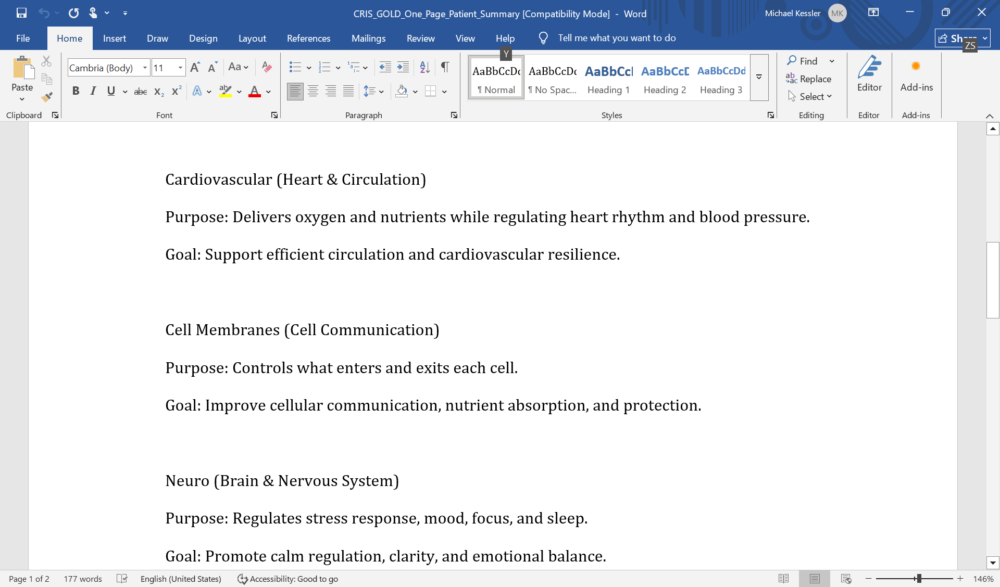 CRIS_GOLD_One_Page_Patient_Summary [Compatibility Mode] - Word
Michael Kessler
MK
File
Home
Insert
Draw
Design
Layout
References
Mailings
Review
View
Help
Tell me what you want to do
Share
Y
ZS
Paste
Clipboard
Cambria (Body)
11
Aa
Font
Paragraph
AaBbCcDc
¶ Normal
AaBbCcDc
¶ No Spac...
AaBbCcl
Heading 1
AaBbCcD
Heading 2
AaBbCcDd
Heading 3
Styles
Find
Replace
Select
Editing
Editor
Editor
Add-ins
Add-ins
Cardiovascular (Heart & Circulation)
Purpose: Delivers oxygen and nutrients while regulating heart rhythm and blood pressure.
Goal: Support efficient circulation and cardiovascular resilience.
Cell Membranes (Cell Communication)
Purpose: Controls what enters and exits each cell.
Goal: Improve cellular communication, nutrient absorption, and protection.
Neuro (Brain & Nervous System)
Purpose: Regulates stress response, mood, focus, and sleep.
Goal: Promote calm regulation, clarity, and emotional balance.
Page 1 of 2
177 words
English (United States)
Accessibility: Good to go
146%